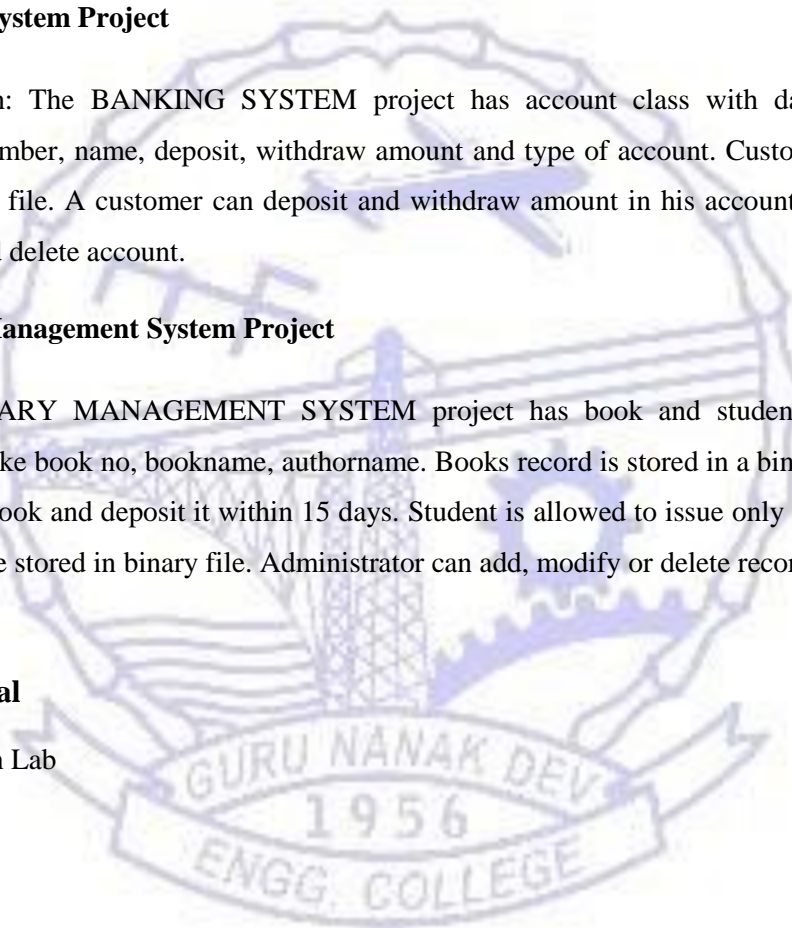 ystem Project
n: The BANKING SYSTEM project has account class with da
mber, name, deposit, withdraw amount and type of account. Custo
file. A customer can deposit and withdraw amount in his account
d delete account.
Management System Project
ARY MANAGEMENT SYSTEM project has book and studen
ke book no, bookname, authorname. Books record is stored in a bin
ook and deposit it within 15 days. Student is allowed to issue only
e stored in binary file. Administrator can add, modify or delete recor
al
n Lab
GURU NANAK DEV
1956
ENGG. COLLEGE